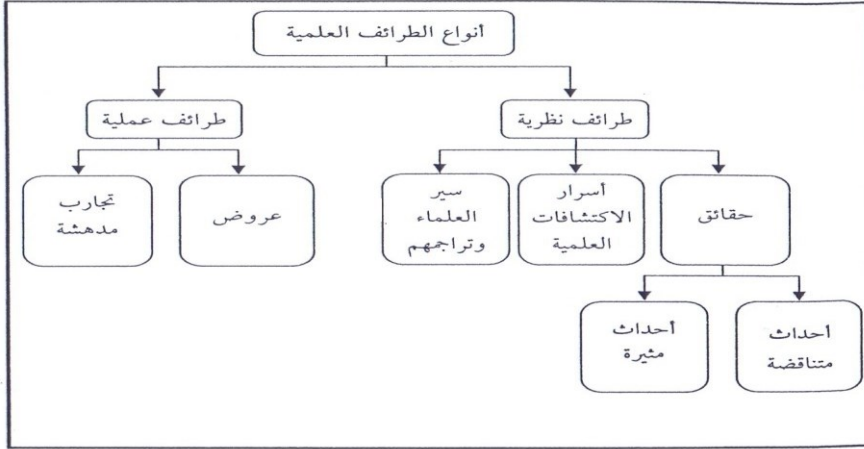 أنواع الطرائف العلمية
طرائف نظرية
طرائف عملية
حقائق
أسرار
الاكتشافات
العلمية
سير
العلماء
وتراجمهم
عروض
تجارب
مدهشة
أحداث
متناقضة
أحداث
مثيرة